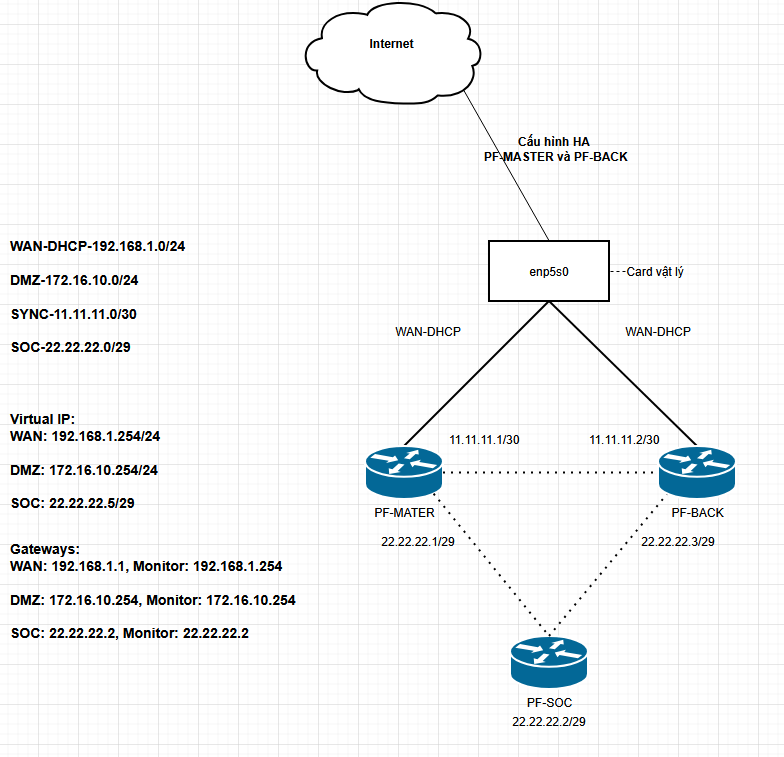 Internet
Cấu hình HA
PF-MASTER và PF-BACK
WAN-DHCP-192.168.1.0/24
DMZ-172.16.10.0/24
SYNC-11.11.11.0/30
SOC-22.22.22.0/29
enp5s0
Card vật lý
WAN-DHCP
WAN-DHCP
Virtual IP:
WAN: 192.168.1.254/24
DMZ: 172.16.10.254/24
SOC: 22.22.22.5/29
11.11.11.1/30
11.11.11.2/30
PF-MATER
PF-BACK
22.22.22.1/29
22.22.22.3/29
Gateways:
WAN: 192.168.1.1, Monitor: 192.168.1.254
DMZ: 172.16.10.254, Monitor: 172.16.10.254
SOC: 22.22.22.2, Monitor: 22.22.22.2
PF-SOC
22.22.22.2/29